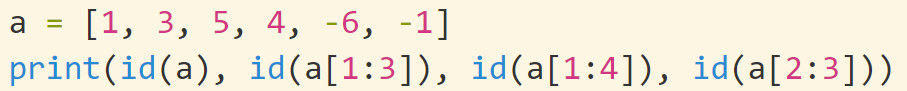 a = [1, 3, 5, 4, -6, -1]
print(id(a), id(a[1:3]), id(a[1:4]), id(a[2:3]))